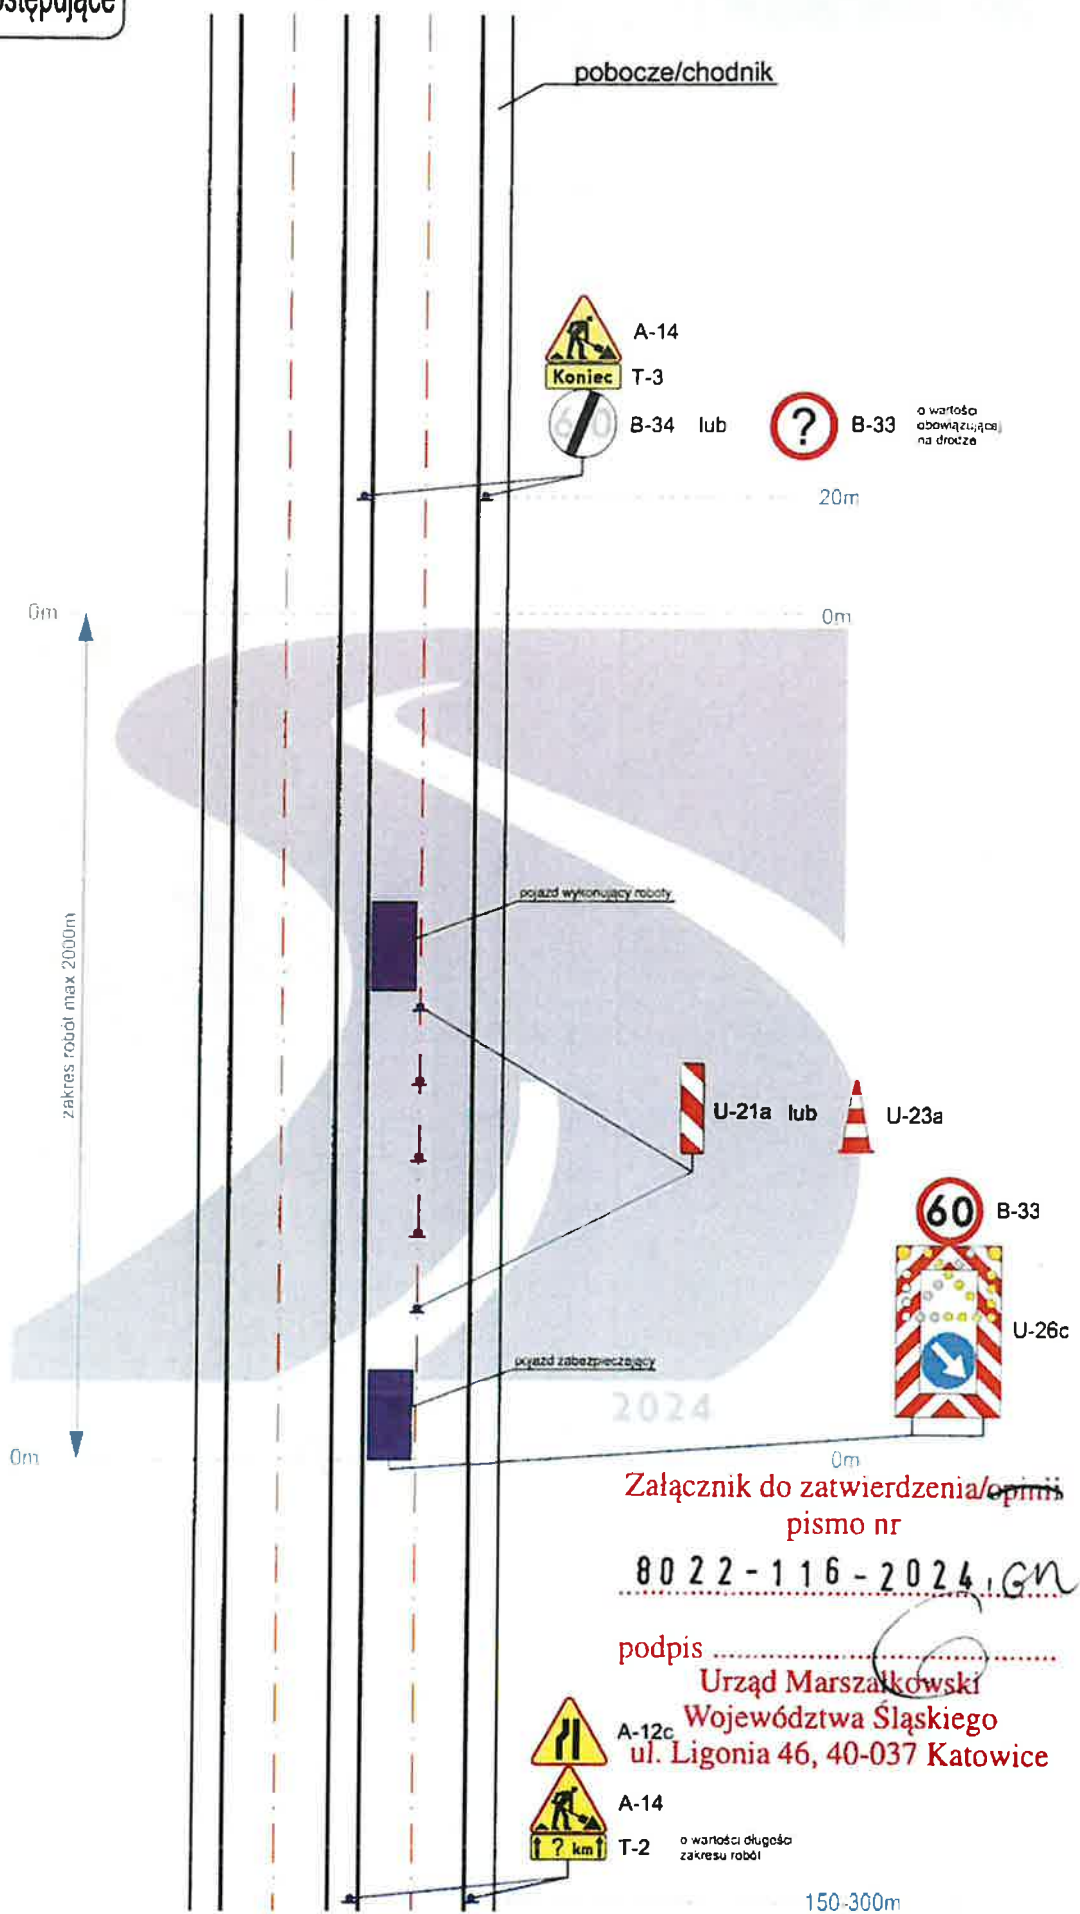 ostępujące
pobocze/chodnik
A-14
Koniec T-3
60 B-34 lub ? B-33 o wartości
obowiązującej
na drodze
20m
0m 0m
zakres robót max 2000m
pojazd wykonujący roboty
U-21a lub U-23a
60 B-33
U-26c
pojazd zabezpieczający
2024
0m 0m
Załącznik do zatwierdzenia/opinii
pismo nr
8022-116-2024.GN
podpis
Urząd Marszałkowski
Województwa Śląskiego
ul. Ligonia 46, 40-037 Katowice
A-12c
A-14
? km T-2 o wartości długości
zakresu robót
150-300m